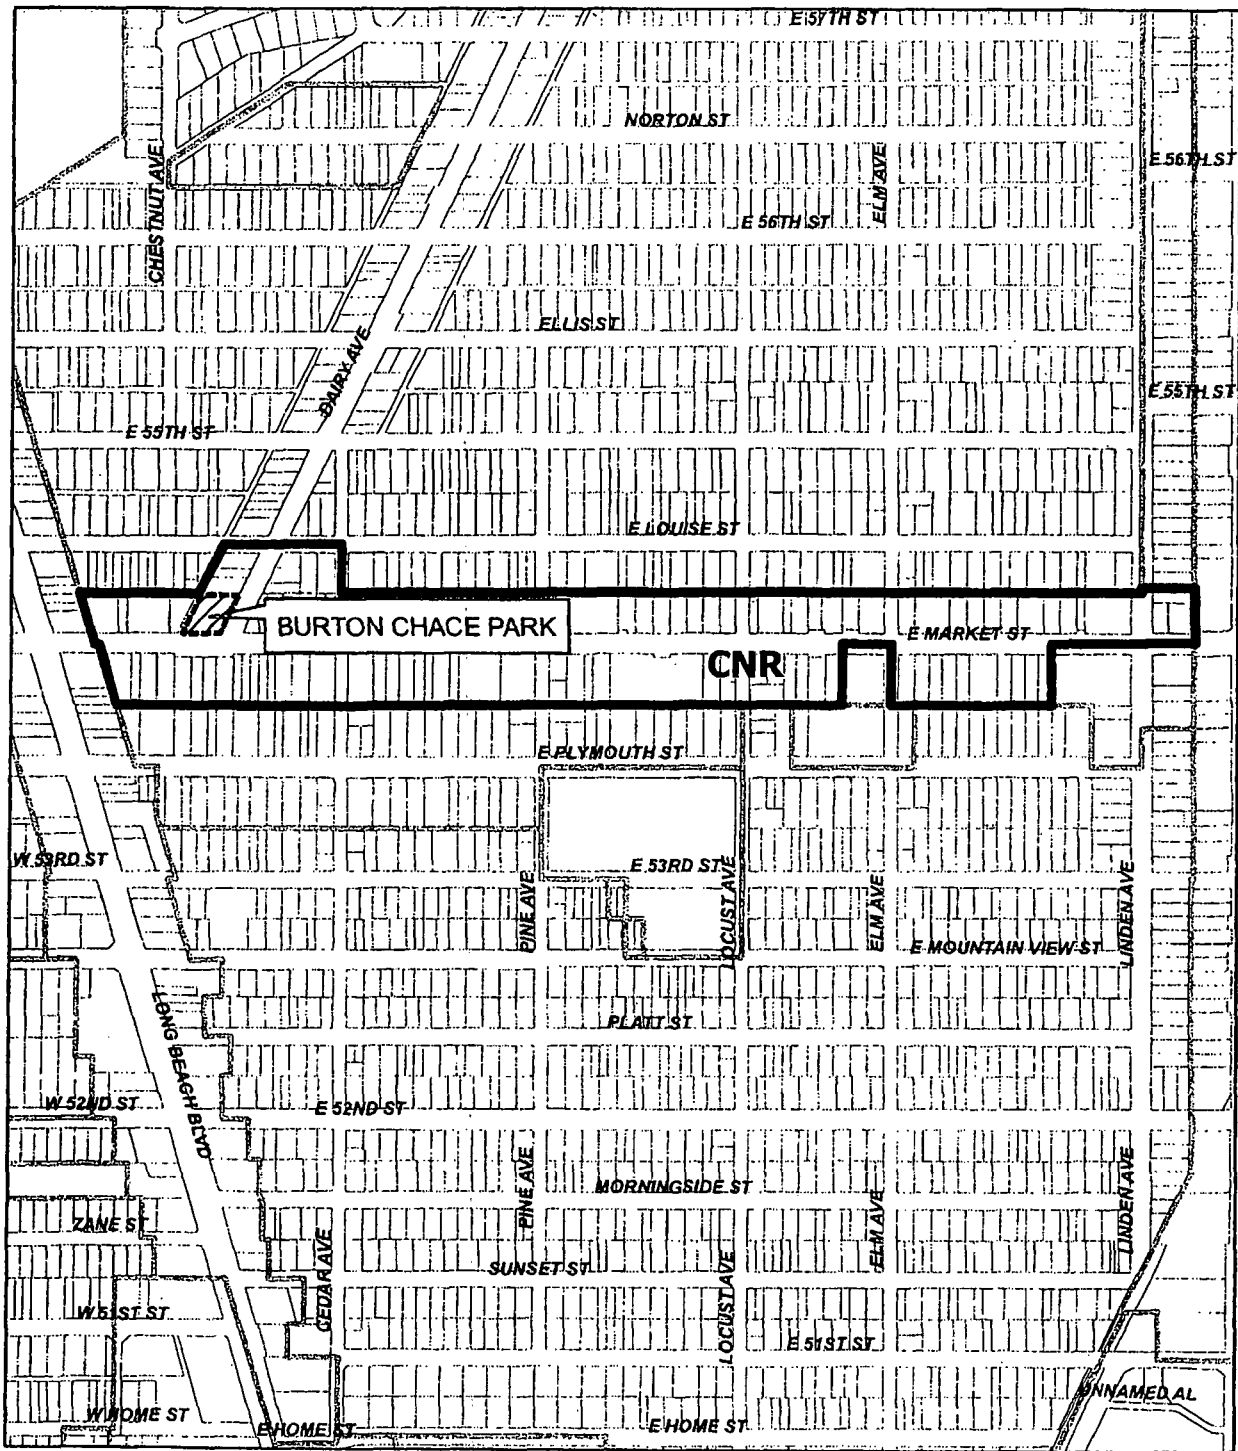 E 57TH ST
NORTON ST
CHESTNUT AVE
ELM AVE
E 56TH ST
E 56TH ST
ELLIS ST
DAIRY AVE
E 55TH ST
E 55TH ST
E LOUISE ST
BURTON CHACE PARK
E MARKET ST
CNR
E PLYMOUTH ST
W 53RD ST
E 53RD ST
PINE AVE
LOCUST AVE
ELM AVE
LINDEN AVE
E MOUNTAIN VIEW ST
LONG BEACH BLVD
PLATT ST
W 52ND ST
E 52ND ST
PINE AVE
MORNINGSIDE ST
ELM AVE
LINDEN AVE
ZANE ST
CEDAR AVE
SUNSET ST
LOCUST AVE
W 51ST ST
E 51ST ST
UNNAMED AL
W HOME ST
E HOME ST
E HOME ST